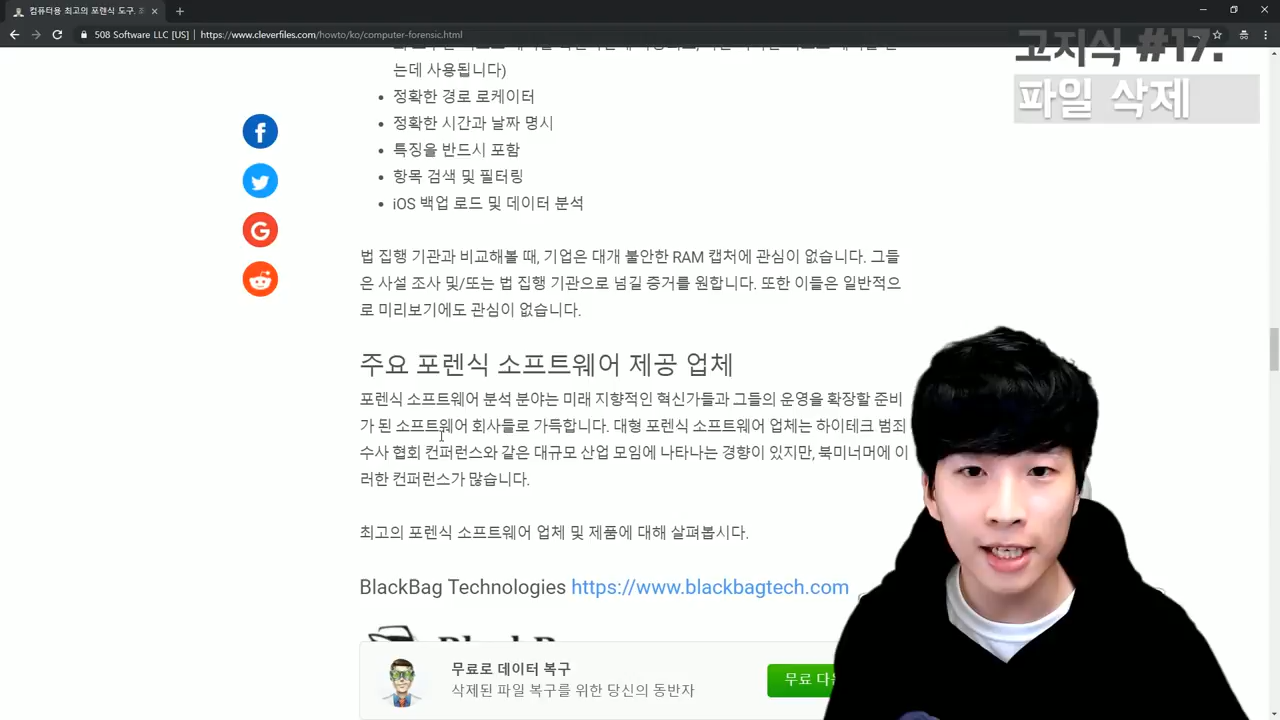 컴퓨터용 최고의 포렌식 도구,
508 Software LLC [US]
https://www.cleverfiles.com/howto/ko/computer-forensic.html
고지식 #17.
파일 삭제
는데 사용됩니다)
정확한 경로 로케이터
정확한 시간과 날짜 명시
특징을 반드시 포함
항목 검색 및 필터링
iOS 백업 로드 및 데이터 분석
법 집행 기관과 비교해볼 때, 기업은 대개 불안한 RAM 캡처에 관심이 없습니다. 그들
은 사설 조사 및/또는 법 집행 기관으로 넘길 증거를 원합니다. 또한 이들은 일반적으
로 미리보기에도 관심이 없습니다.
주요 포렌식 소프트웨어 제공 업체
포렌식 소프트웨어 분석 분야는 미래 지향적인 혁신가들과 그들의 운영을 확장할 준비
가 된 소프트웨어 회사들로 가득합니다. 대형 포렌식 소프트웨어 업체는 하이테크 범죄
수사 협회 컨퍼런스와 같은 대규모 산업 모임에 나타나는 경향이 있지만, 북미너머에 이
러한 컨퍼런스가 많습니다.
최고의 포렌식 소프트웨어 업체 및 제품에 대해 살펴봅시다.
BlackBag Technologies https://www.blackbagtech.com
무료로 데이터 복구
삭제된 파일 복구를 위한 당신의 동반자
무료